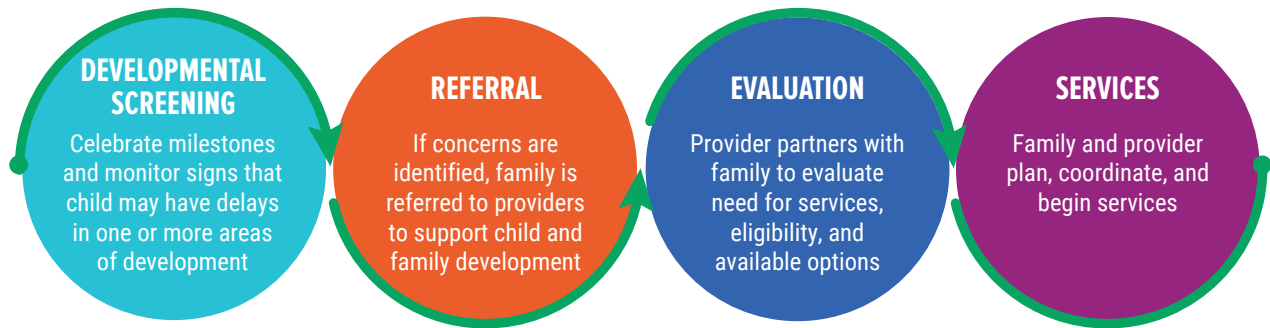 DEVELOPMENTAL
SCREENING
Celebrate milestones
and monitor signs that
child may have delays
in one or more areas
of development
REFERRAL
If concerns are
identified, family is
referred to providers
to support child and
family development
EVALUATION
Provider partners with
family to evaluate
need for services,
eligibility, and
available options
SERVICES
Family and provider
plan, coordinate, and
begin services